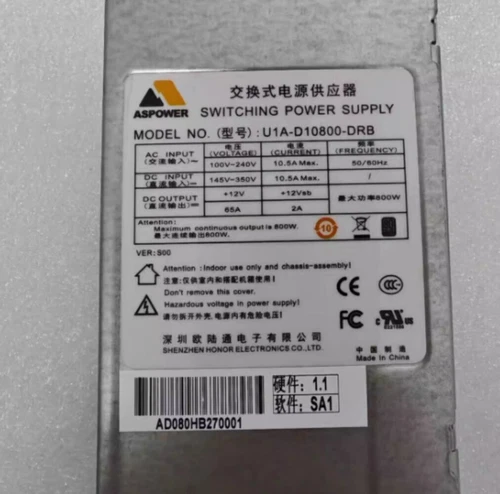 ASPOWER
交换式电源供应器
SWITCHING POWER SUPPLY
MODEL NO. (型号): U1A-D10800-DRB
AC INPUT (交流输入)~ 电压 (VOLTAGE) 电流 (CURRENT) 频率 (FREQUENCY)
100V-240V 10.5A Max. 50/60Hz
DC INPUT (直流输入)⎓ 145V-350V 10.5A Max. /
DC OUTPUT (直流输出)⎓ +12V +12Vsb 最大功率800W
65A 2A
Attention:
Maximum continuous output is 800W.
最大连续输出800W.
10
VER: S00
Attention : Indoor use only and chassis-assembly!
注意:仅供室内和搭配机器使用!
Don't remove this cover.
Hazardous voltage in power supply!
请勿拆卸外壳,电源内有危险电压!
CE
CCC
FC
c RU US
深圳欧陆通电子有限公司
SHENZHEN HONOR ELECTRONICS CO.,LTD.
中国制造
Made In China
AD080HB270001
硬件: 1.1
软件: SA1